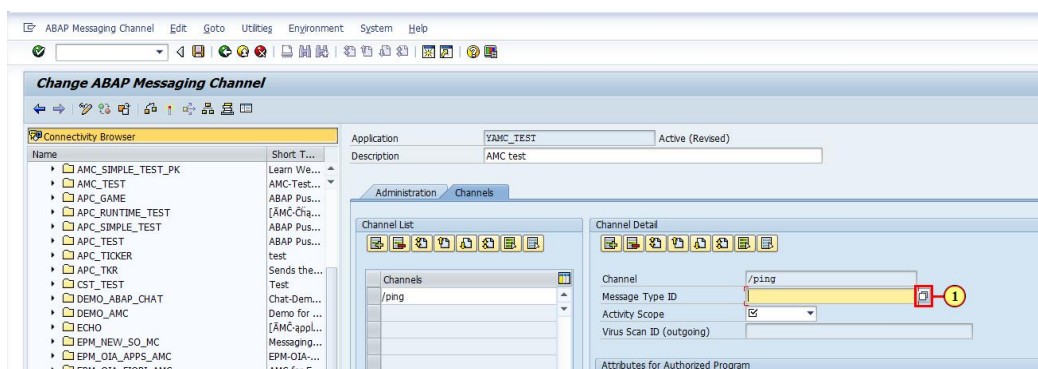 ABAP Messaging Channel Edit Goto Utilities Environment System Help
Change ABAP Messaging Channel
Connectivity Browser
Name Short T...
AMC_SIMPLE_TEST_PK Learn We...
AMC_TEST AMC-Test...
APC_GAME ABAP Pus...
APC_RUNTIME_TEST
APC_SIMPLE_TEST ABAP Pus...
APC_TEST ABAP Pus...
APC_TICKER test
APC_TKR Sends the...
CST_TEST Test
DEMO_ABAP_CHAT Chat-Dem...
DEMO_AMC Demo for ...
ECHO
EPM_NEW_SO_MC Messaging...
EPM_OIA_APPS_AMC EPM-OIA-...
Application YAMC_TEST Active (Revised)
Description AMC test
Administration Channels
Channel List
Channels
/ping
Channel Detail
Channel /ping
Message Type ID 1
Activity Scope
Virus Scan ID (outgoing)
Attributes for Authorized Program